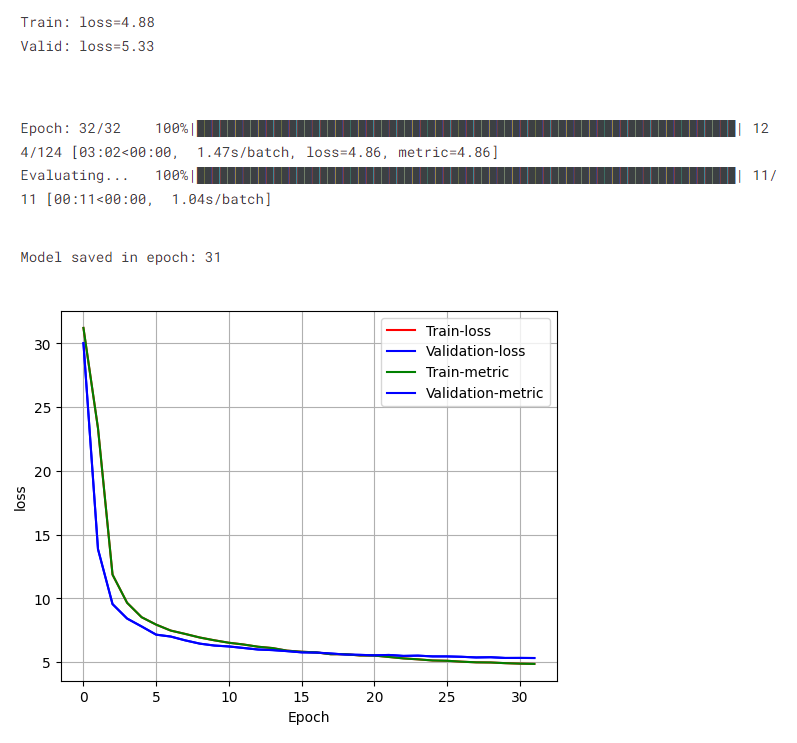 Train: loss=4.88
Valid: loss=5.33
Epoch: 32/32    100%|| 12
4/124 [03:02<00:00,  1.47s/batch, loss=4.86, metric=4.86]
Evaluating...   100%|| 11/
11 [00:11<00:00,  1.04s/batch]
Model saved in epoch: 31
Train-loss
Validation-loss
Train-metric
Validation-metric
30
25
20
15
10
5
loss
0 5 10 15 20 25 30
Epoch